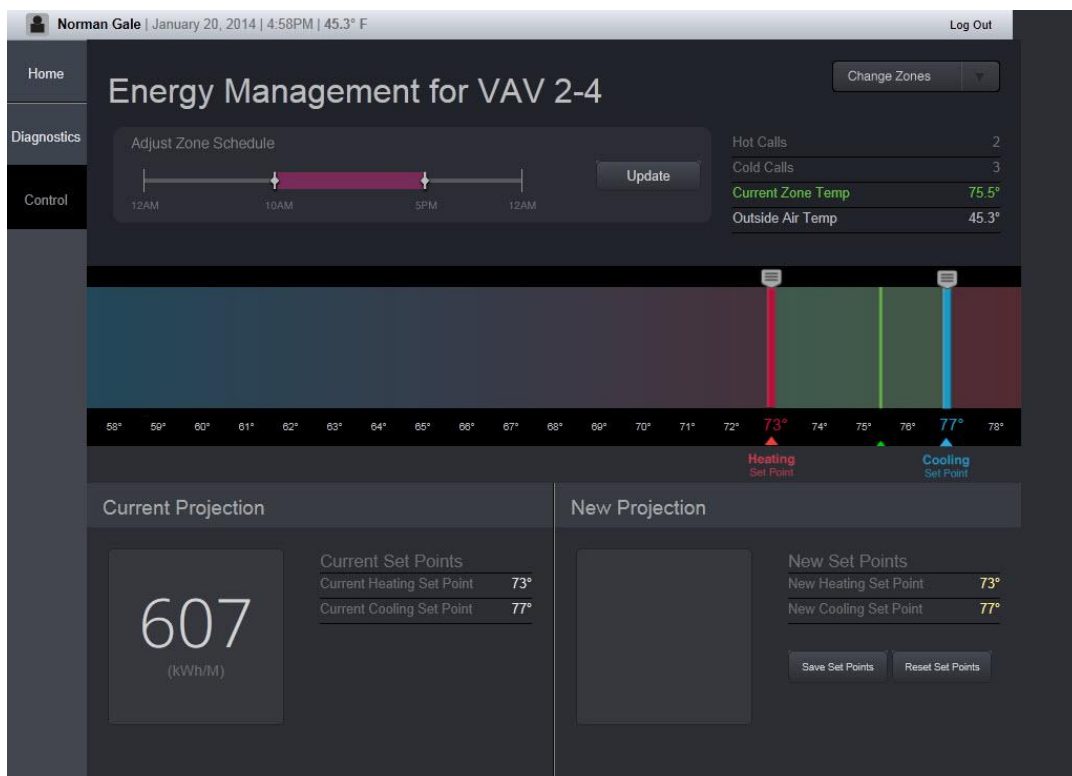 Norman Gale | January 20, 2014 | 4:58PM | 45.3° F
Log Out
Home
Diagnostics
Control
Energy Management for VAV 2-4
Change Zones
Adjust Zone Schedule
12AM 10AM 5PM 12AM
Update
Hot Calls 2
Cold Calls 3
Current Zone Temp 75.5°
Outside Air Temp 45.3°
58° 59° 60° 61° 62° 63° 64° 65° 66° 67° 68° 69° 70° 71° 72° 73° 74° 75° 76° 77° 78°
Heating
Set Point
Cooling
Set Point
Current Projection
607
(kWh/M)
Current Set Points
Current Heating Set Point 73°
Current Cooling Set Point 77°
New Projection
New Set Points
New Heating Set Point 73°
New Cooling Set Point 77°
Save Set Points
Reset Set Points